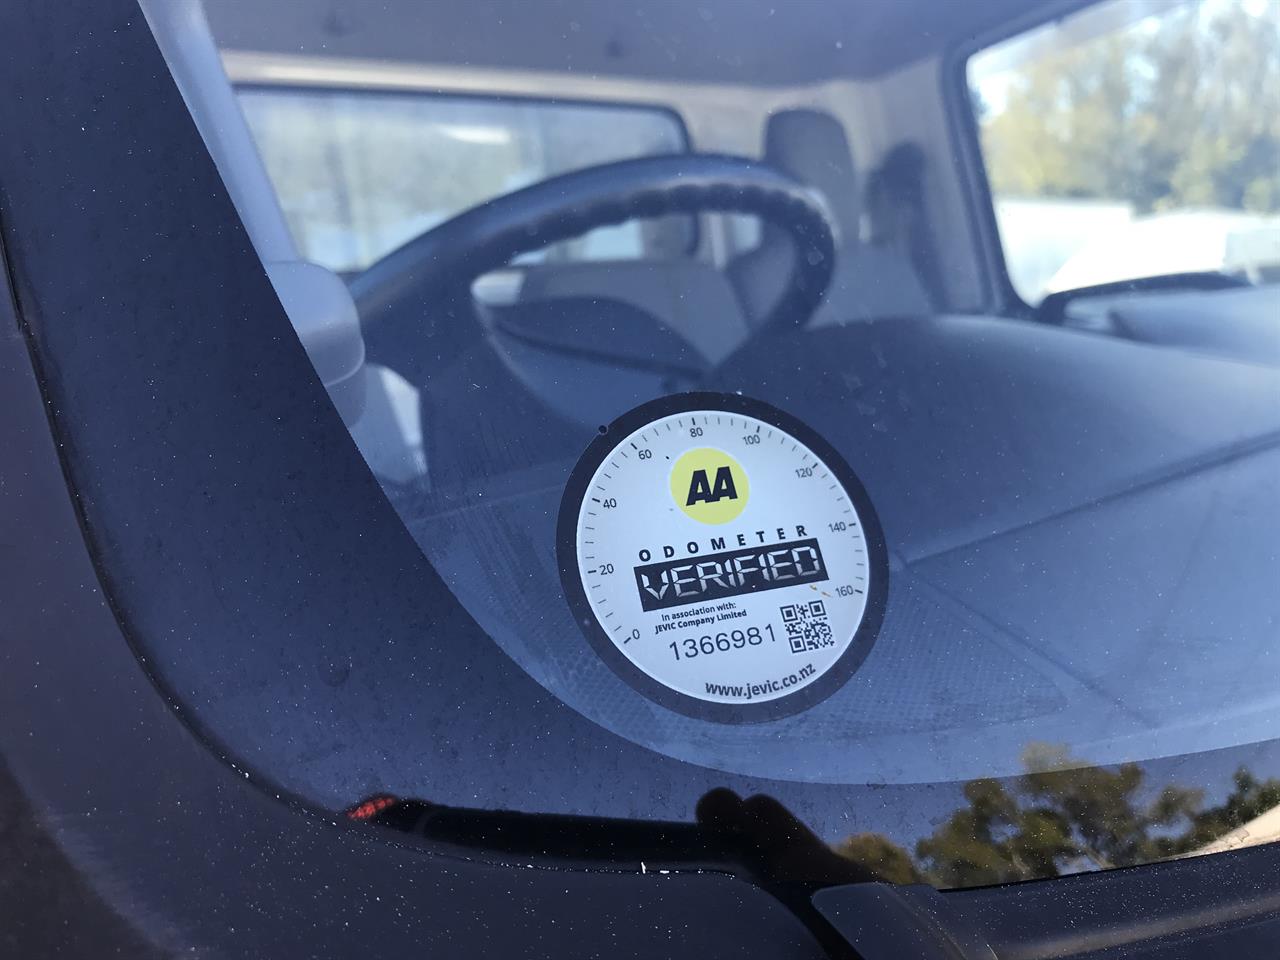 0
20
40
60
80
100
120
140
160
AA
ODOMETER
VERIFIED
In association with:
JEVIC Company Limited
1366981
www.jevic.co.nz